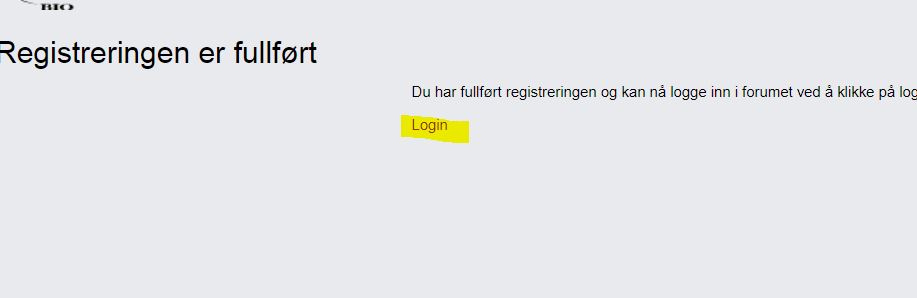 BIO
Registreringen er fullført
Du har fullført registreringen og kan nå logge inn i forumet ved å klikke på log
Login